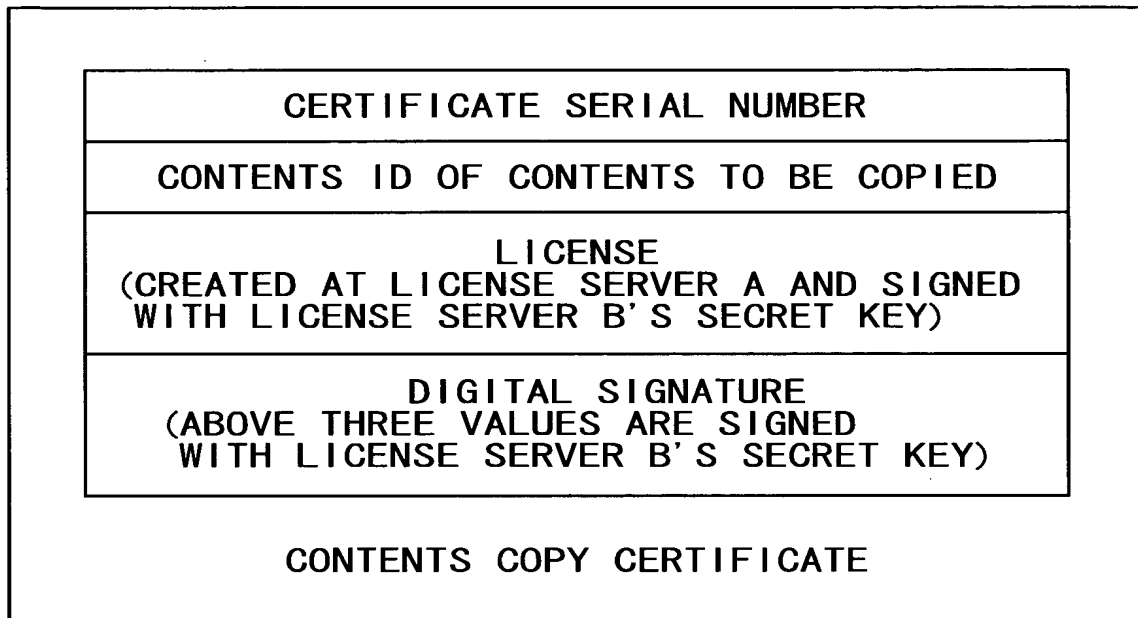 CERTIFICATE SERIAL NUMBER
CONTENTS ID OF CONTENTS TO BE COPIED
LICENSE
(CREATED AT LICENSE SERVER A AND SIGNED
WITH LICENSE SERVER B'S SECRET KEY)
DIGITAL SIGNATURE
(ABOVE THREE VALUES ARE SIGNED
WITH LICENSE SERVER B'S SECRET KEY)
CONTENTS COPY CERTIFICATE